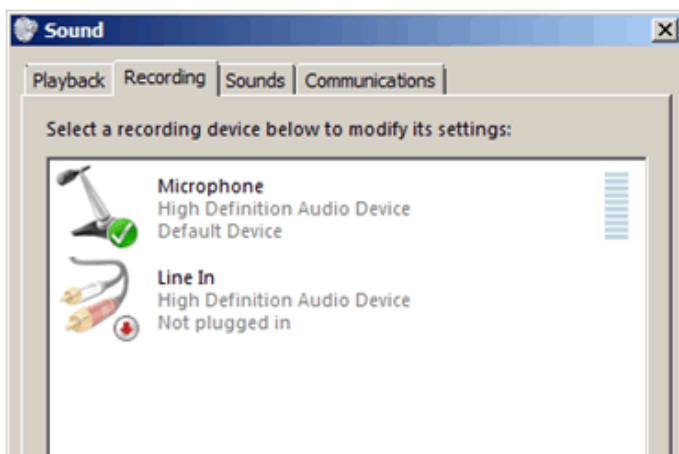 Sound
Playback Recording Sounds Communications
Select a recording device below to modify its settings:
Microphone
High Definition Audio Device
Default Device
Line In
High Definition Audio Device
Not plugged in